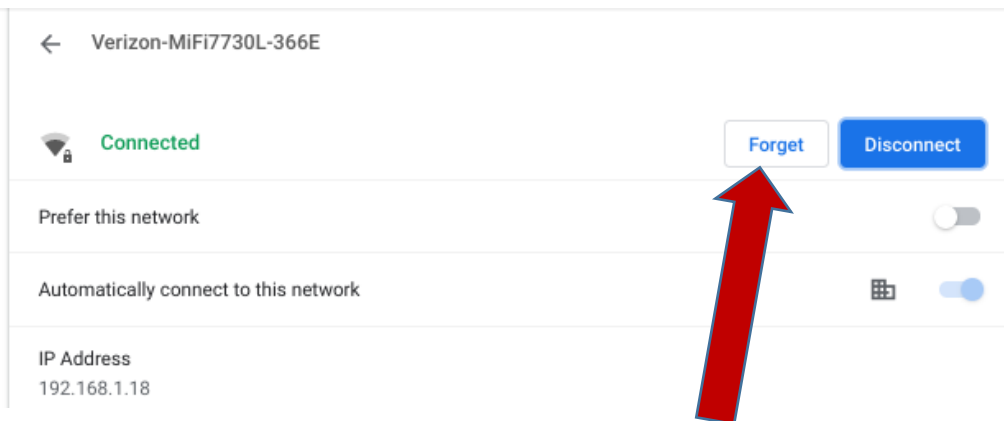 Verizon-MiFi7730L-366E
Connected
Forget
Disconnect
Prefer this network
Automatically connect to this network
IP Address
192.168.1.18